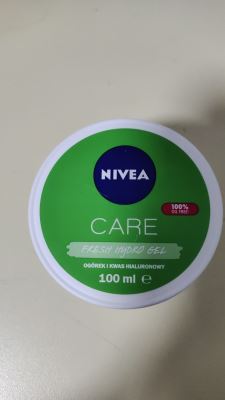 NIVEA
100%
OIL FREE!
CARE
FRESH HYDRO GEL
OGÓREK I KWAS HIALURONOWY
100 ml ℮